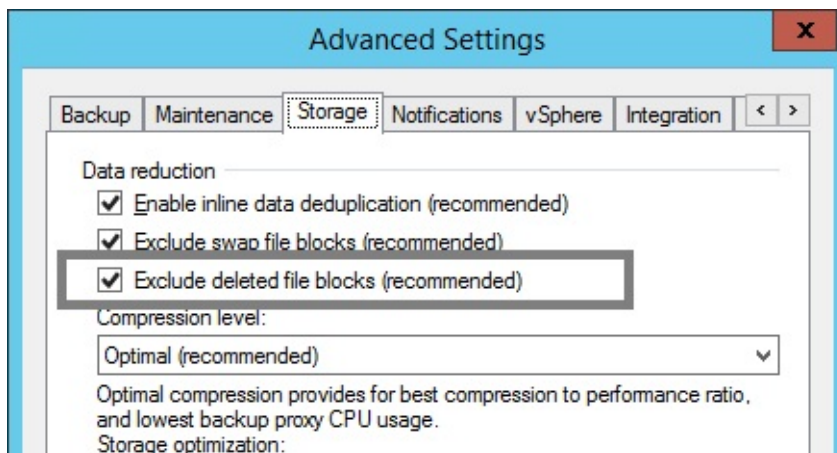 Advanced Settings
x
Backup Maintenance Storage Notifications vSphere Integration < >
Data reduction
Enable inline data deduplication (recommended)
Exclude swap file blocks (recommended)
Exclude deleted file blocks (recommended)
Compression level:
Optimal (recommended)
Optimal compression provides for best compression to performance ratio,
and lowest backup proxy CPU usage.
Storage optimization: